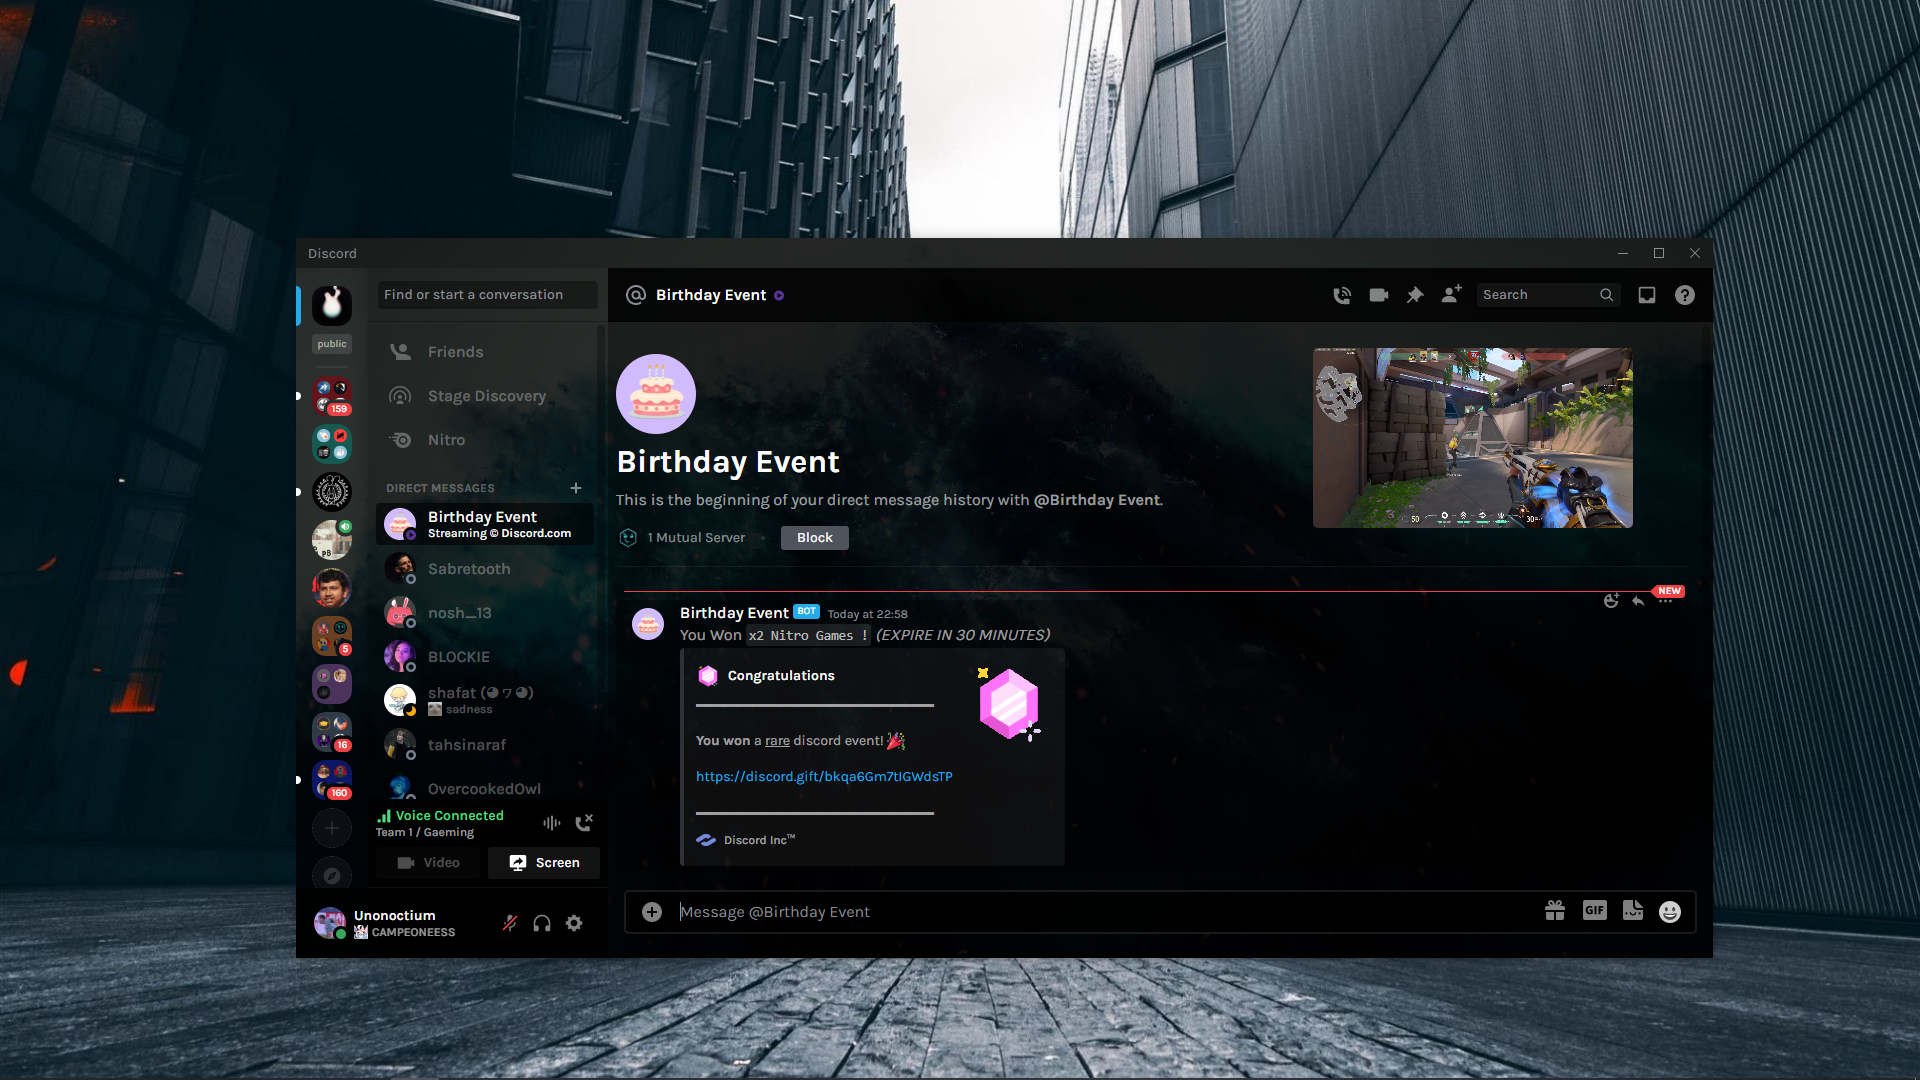 Discord
Find or start a conversation
Birthday Event
Search
public
Friends
Stage Discovery
Nitro
DIRECT MESSAGES
Birthday Event
Streaming © Discord.com
Sabretooth
nosh_13
BLOCKIE
shafat (◕ ヮ ◕)
sadness
tahsinaraf
OvercookedOwl
159
5
16
160
Voice Connected
Team 1 / Gaeming
Video
Screen
Unonoctium
CAMPEONEESS
Birthday Event
This is the beginning of your direct message history with @Birthday Event.
1 Mutual Server
Block
NEW
Birthday Event BOT Today at 22:58
You Won x2 Nitro Games ! (EXPIRE IN 30 MINUTES)
Congratulations
You won a rare discord event!
https://discord.gift/bkqa6Gm7tIGWdsTP
Discord Inc™
Message @Birthday Event
GIF
50
30